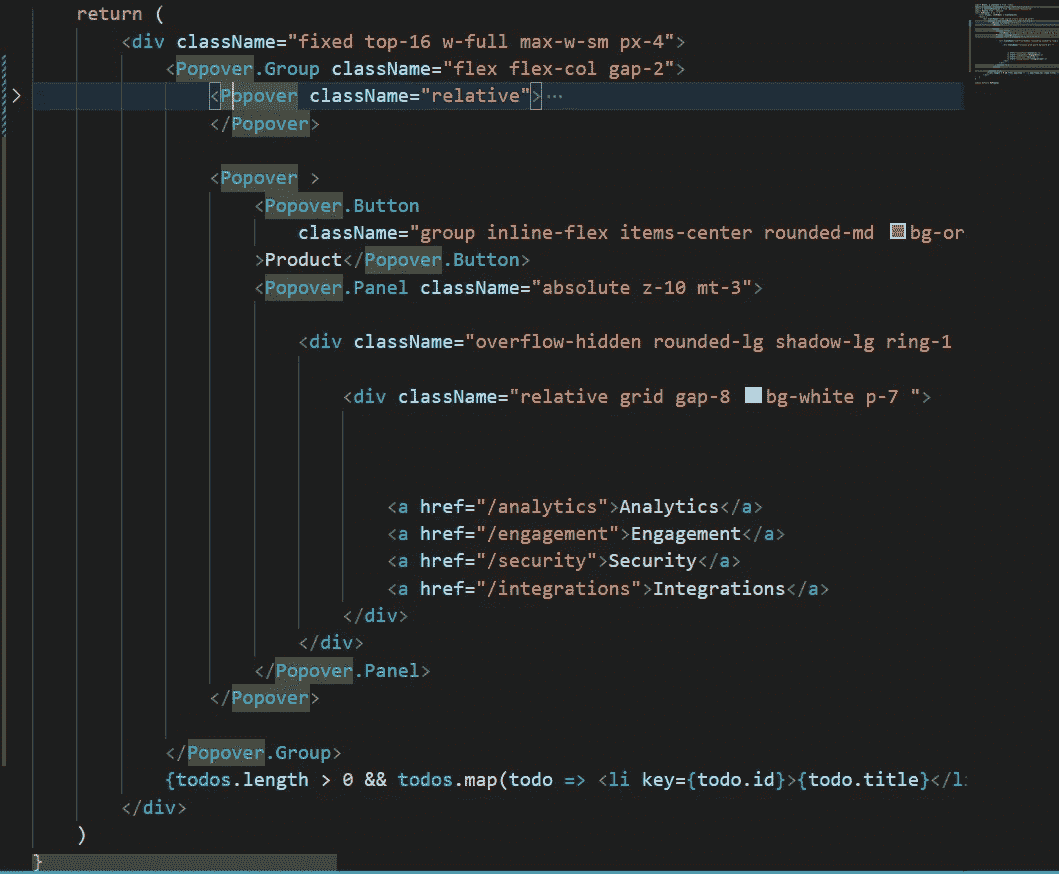 return (
<div className="fixed top-16 w-full max-w-sm px-4">
<Popover.Group className="flex flex-col gap-2">
<Popover className="relative">…
</Popover>
<Popover >
<Popover.Button
className="group inline-flex items-center rounded-md bg-or
>Product</Popover.Button>
<Popover.Panel className="absolute z-10 mt-3">
<div className="overflow-hidden rounded-lg shadow-lg ring-1
<div className="relative grid gap-8 bg-white p-7 ">
<a href="/analytics">Analytics</a>
<a href="/engagement">Engagement</a>
<a href="/security">Security</a>
<a href="/integrations">Integrations</a>
</div>
</div>
</Popover.Panel>
</Popover>
</Popover.Group>
{todos.length > 0 && todos.map(todo => <li key={todo.id}>{todo.title}</l
</div>
)
}